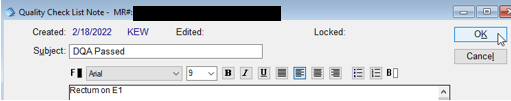 Quality Check List Note - MR#:
Created: 2/18/2022 KEW Edited: Locked: OK
Subject: DQA Passed Cancel
F Arial 9 B I U B
Rectum on E1